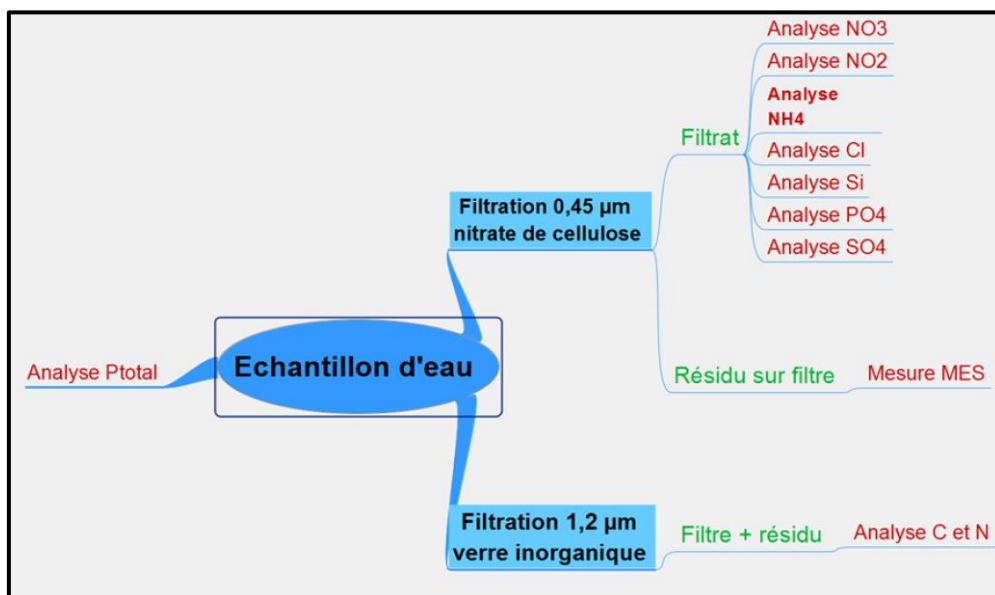 Analyse NO3
Analyse NO2
Analyse
NH4
Filtrat
Analyse Cl
Analyse Si
Analyse PO4
Analyse SO4
Filtration 0,45 µm
nitrate de cellulose
Echantillon d'eau
Analyse Ptotal
Résidu sur filtre
Mesure MES
Filtration 1,2 µm
verre inorganique
Filtre + résidu
Analyse C et N